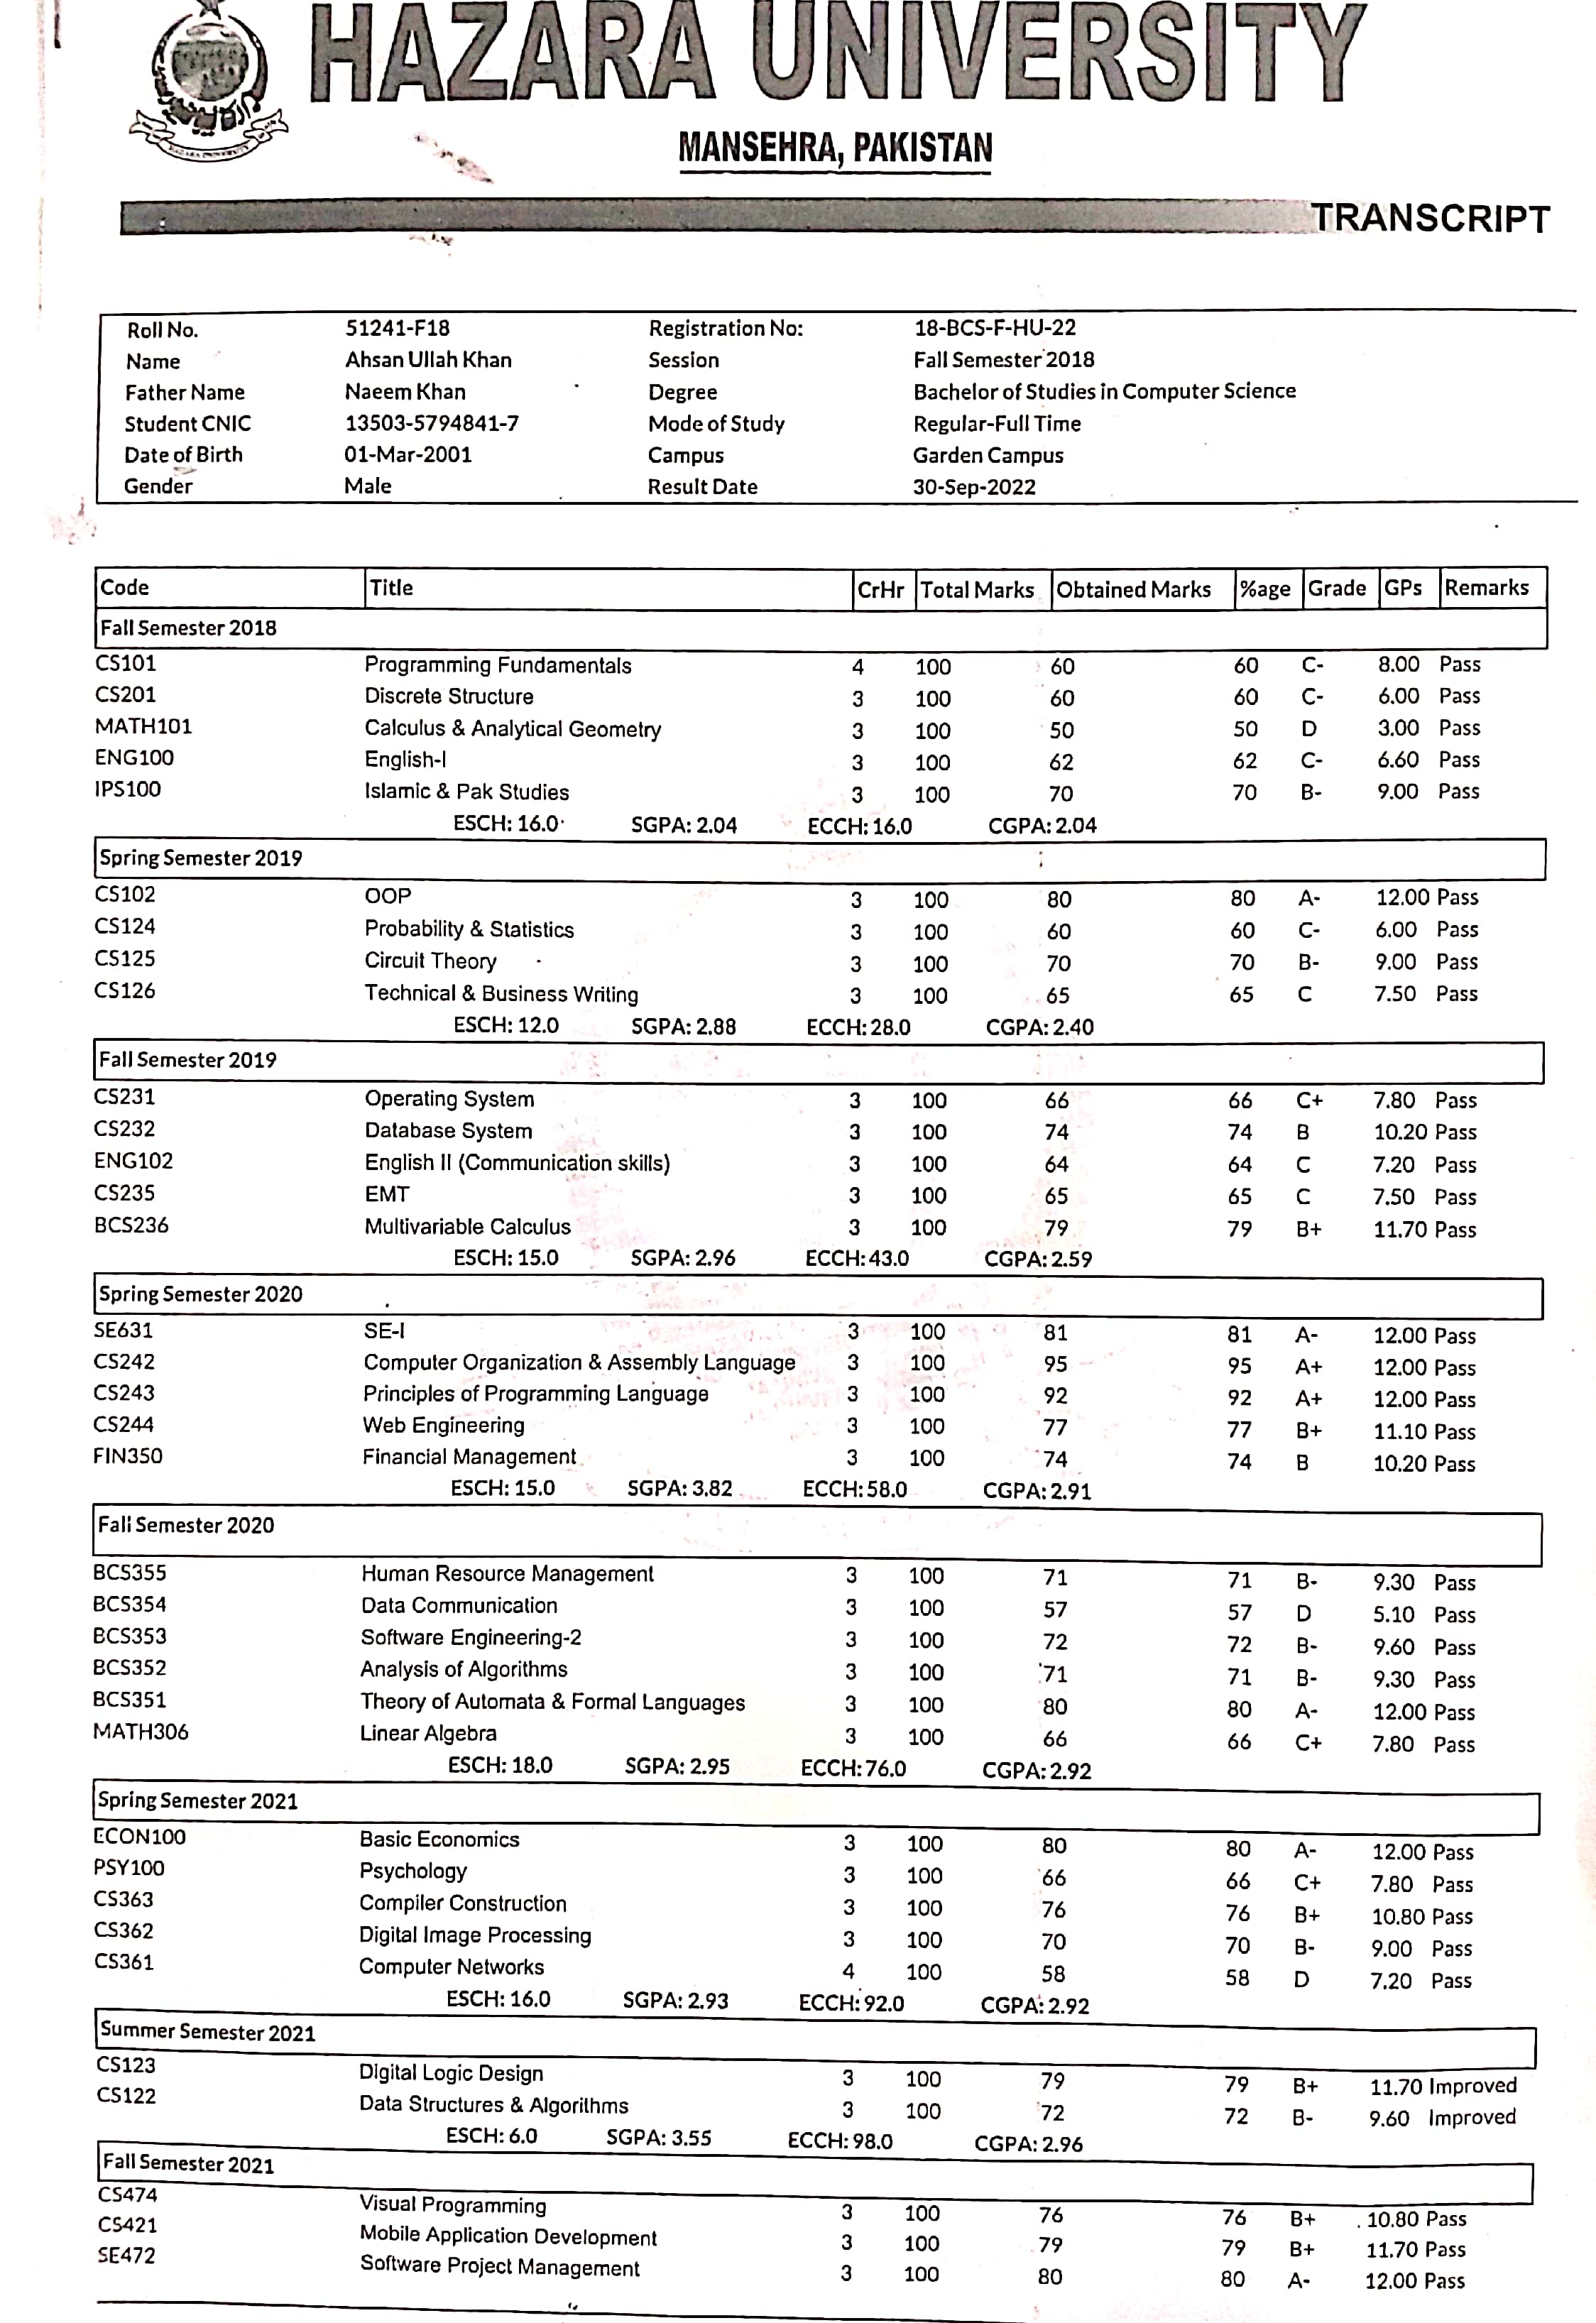 HAZARA UNIVERSITY
HAZARA UNIVERSITY
MANSEHRA, PAKISTAN
TRANSCRIPT
Roll No. 51241-F18 Registration No: 18-BCS-F-HU-22
Name Ahsan Ullah Khan Session Fall Semester 2018
Father Name Naeem Khan Degree Bachelor of Studies in Computer Science
Student CNIC 13503-5794841-7 Mode of Study Regular-Full Time
Date of Birth 01-Mar-2001 Campus Garden Campus
Gender Male Result Date 30-Sep-2022
Code Title CrHr Total Marks Obtained Marks %age Grade GPs Remarks
Fall Semester 2018
CS101 Programming Fundamentals 4 100 60 60 C- 8.00 Pass
CS201 Discrete Structure 3 100 60 60 C- 6.00 Pass
MATH101 Calculus & Analytical Geometry 3 100 50 50 D 3.00 Pass
ENG100 English-I 3 100 62 62 C- 6.60 Pass
IPS100 Islamic & Pak Studies 3 100 70 70 B- 9.00 Pass
ESCH: 16.0 SGPA: 2.04 ECCH: 16.0 CGPA: 2.04
Spring Semester 2019
CS102 OOP 3 100 80 80 A- 12.00 Pass
CS124 Probability & Statistics 3 100 60 60 C- 6.00 Pass
CS125 Circuit Theory 3 100 70 70 B- 9.00 Pass
CS126 Technical & Business Writing 3 100 65 65 C 7.50 Pass
ESCH: 12.0 SGPA: 2.88 ECCH: 28.0 CGPA: 2.40
Fall Semester 2019
CS231 Operating System 3 100 66 66 C+ 7.80 Pass
CS232 Database System 3 100 74 74 B 10.20 Pass
ENG102 English II (Communication skills) 3 100 64 64 C 7.20 Pass
CS235 EMT 3 100 65 65 C 7.50 Pass
BCS236 Multivariable Calculus 3 100 79 79 B+ 11.70 Pass
ESCH: 15.0 SGPA: 2.96 ECCH: 43.0 CGPA: 2.59
Spring Semester 2020
SE631 SE-I 3 100 81 81 A- 12.00 Pass
CS242 Computer Organization & Assembly Language 3 100 95 95 A+ 12.00 Pass
CS243 Principles of Programming Language 3 100 92 92 A+ 12.00 Pass
CS244 Web Engineering 3 100 77 77 B+ 11.10 Pass
FIN350 Financial Management 3 100 74 74 B 10.20 Pass
ESCH: 15.0 SGPA: 3.82 ECCH: 58.0 CGPA: 2.91
Fall Semester 2020
BCS355 Human Resource Management 3 100 71 71 B- 9.30 Pass
BCS354 Data Communication 3 100 57 57 D 5.10 Pass
BCS353 Software Engineering-2 3 100 72 72 B- 9.60 Pass
BCS352 Analysis of Algorithms 3 100 71 71 B- 9.30 Pass
BCS351 Theory of Automata & Formal Languages 3 100 80 80 A- 12.00 Pass
MATH306 Linear Algebra 3 100 66 66 C+ 7.80 Pass
ESCH: 18.0 SGPA: 2.95 ECCH: 76.0 CGPA: 2.92
Spring Semester 2021
ECON100 Basic Economics 3 100 80 80 A- 12.00 Pass
PSY100 Psychology 3 100 66 66 C+ 7.80 Pass
CS363 Compiler Construction 3 100 76 76 B+ 10.80 Pass
CS362 Digital Image Processing 3 100 70 70 B- 9.00 Pass
CS361 Computer Networks 4 100 58 58 D 7.20 Pass
ESCH: 16.0 SGPA: 2.93 ECCH: 92.0 CGPA: 2.92
Summer Semester 2021
CS123 Digital Logic Design 3 100 79 79 B+ 11.70 Improved
CS122 Data Structures & Algorithms 3 100 72 72 B- 9.60 Improved
ESCH: 6.0 SGPA: 3.55 ECCH: 98.0 CGPA: 2.96
Fall Semester 2021
CS474 Visual Programming 3 100 76 76 B+ 10.80 Pass
CS421 Mobile Application Development 3 100 79 79 B+ 11.70 Pass
SE472 Software Project Management 3 100 80 80 A- 12.00 Pass